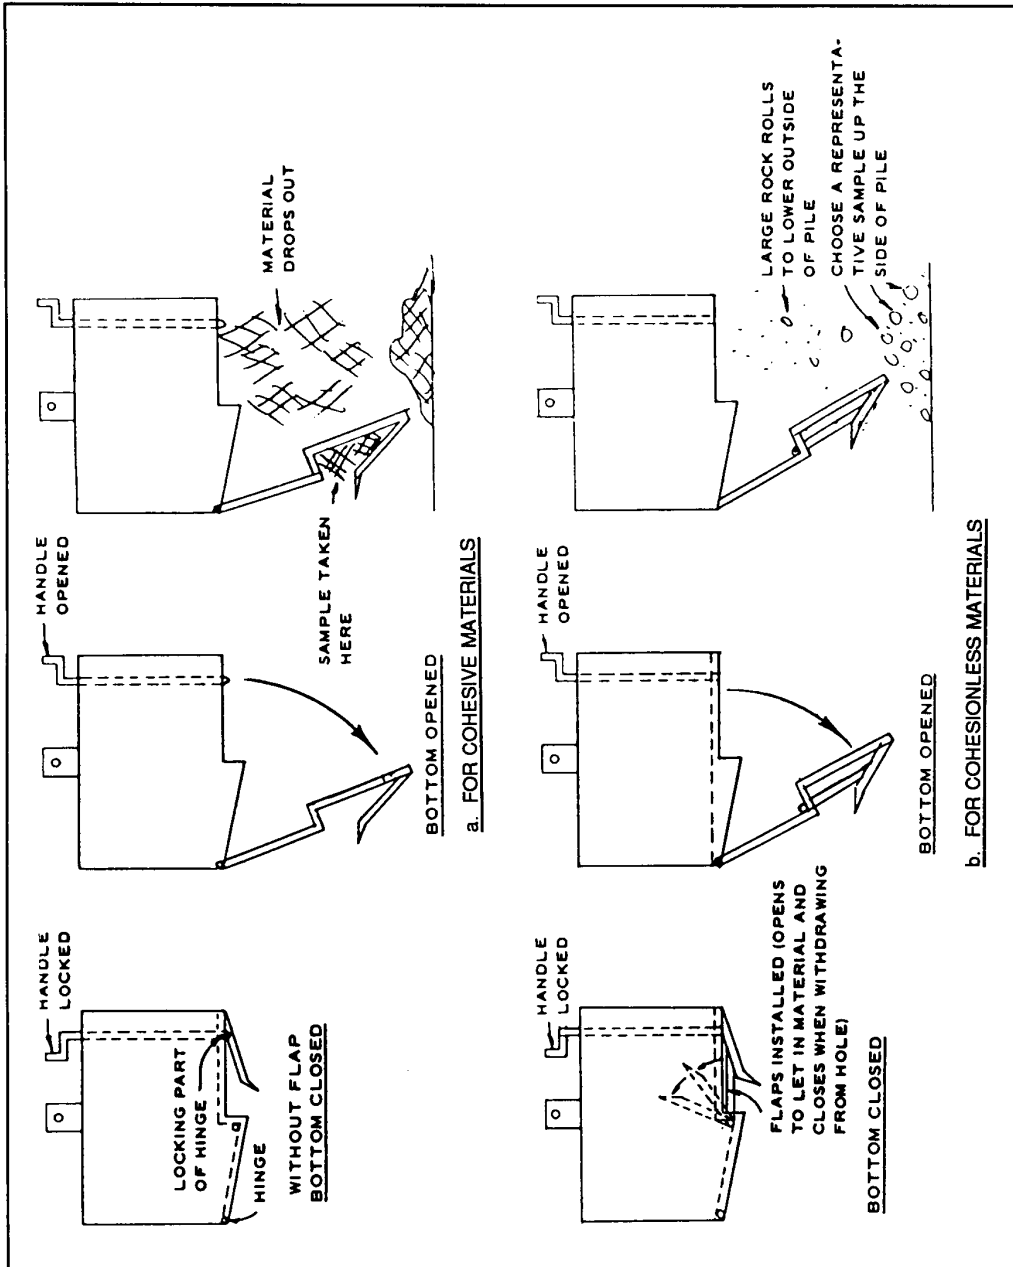 HANDLE
LOCKED
LOCKING PART
OF HINGE
HINGE
WITHOUT FLAP
BOTTOM CLOSED
HANDLE
OPENED
BOTTOM OPENED
SAMPLE TAKEN
HERE
MATERIAL
DROPS OUT
a. FOR COHESIVE MATERIALS
HANDLE
LOCKED
FLAPS INSTALLED (OPENS
TO LET IN MATERIAL AND
CLOSES WHEN WITHDRAWING
FROM HOLE)
BOTTOM CLOSED
HANDLE
OPENED
BOTTOM OPENED
LARGE ROCK ROLLS
TO LOWER OUTSIDE
OF PILE
CHOOSE A REPRESENTA-
TIVE SAMPLE UP THE
SIDE OF PILE
b. FOR COHESIONLESS MATERIALS